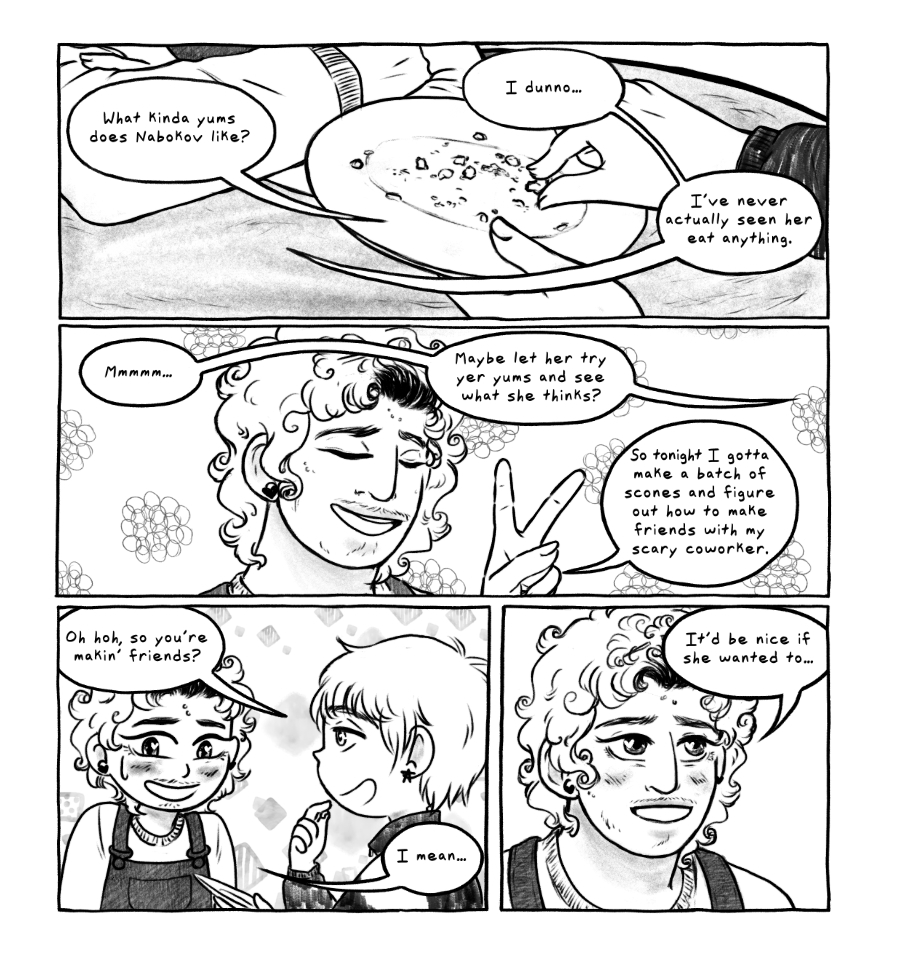 What kinda yums
does Nabokov like?
I dunno...
I've never
actually seen her
eat anything.
Mmmmm...
Maybe let her try
yer yums and see
what she thinks?
So tonight I gotta
make a batch of
scones and figure
out how to make
friends with my
scary coworker.
Oh hoh, so you're
makin' friends?
I mean...
It'd be nice if
she wanted to...